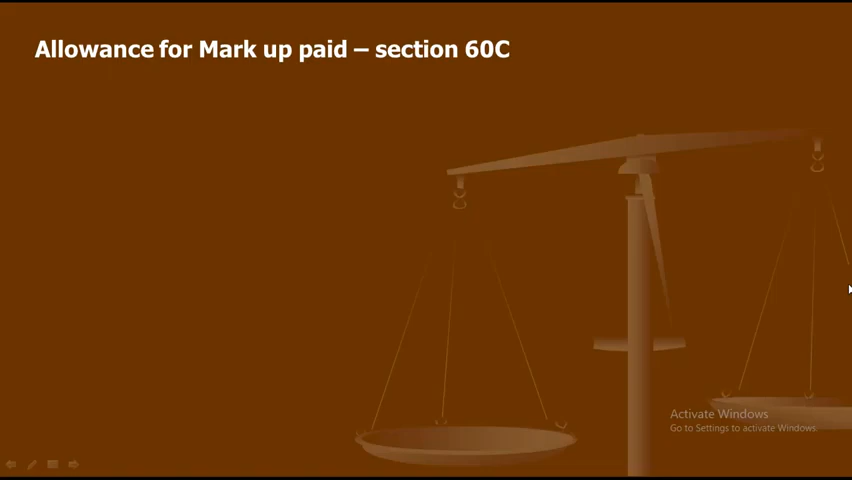 Allowance for Mark up paid – section 60C
Activate Windows
Go to Settings to activate Windows.